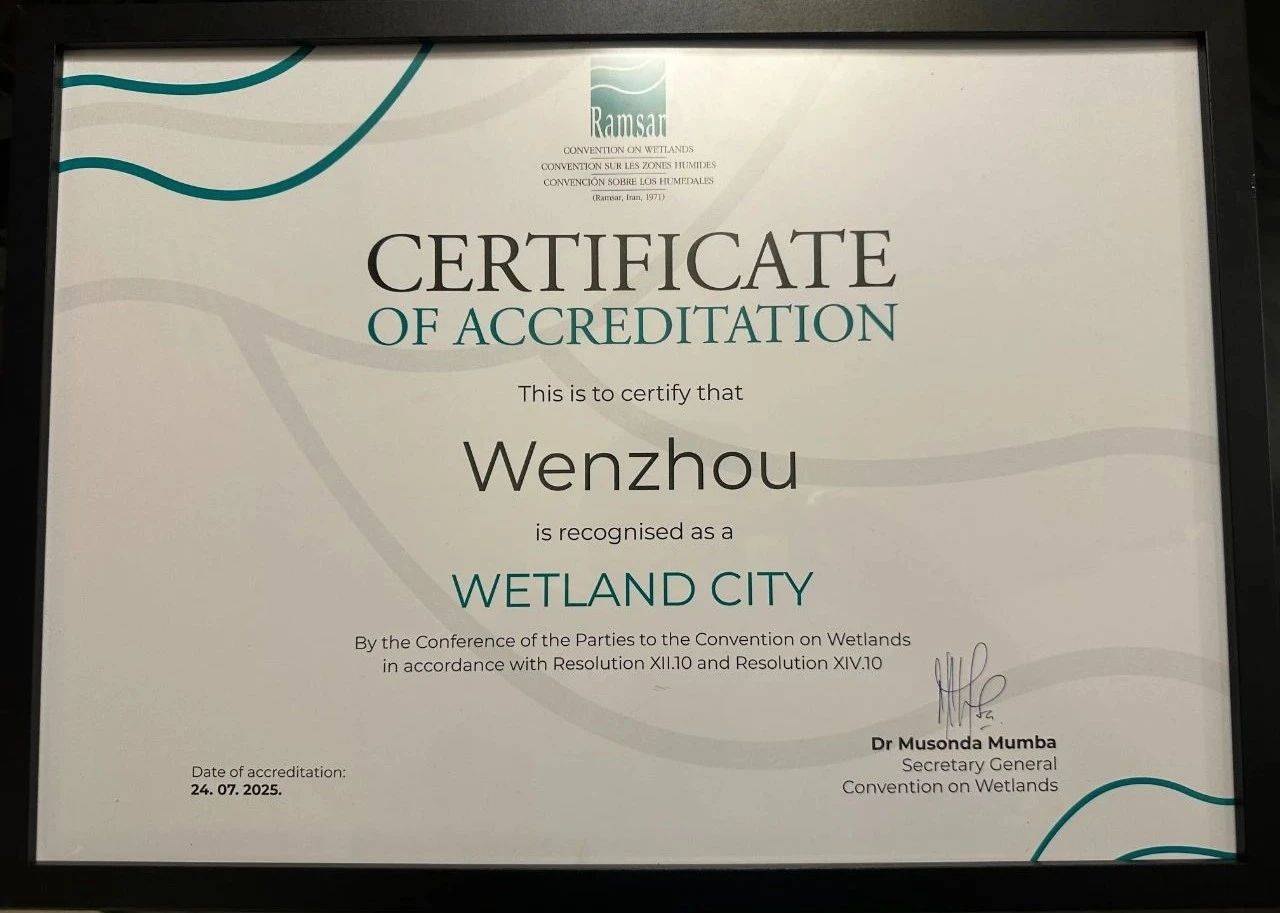 Ramsar
CONVENTION ON WETLANDS
CONVENTION SUR LES ZONES HUMIDES
CONVENCIÓN SOBRE LOS HUMEDALES
(Ramsar, Iran, 1971)
CERTIFICATE
OF ACCREDITATION
This is to certify that
Wenzhou
is recognised as a
WETLAND CITY
By the Conference of the Parties to the Convention on Wetlands
in accordance with Resolution XII.10 and Resolution XIV.10
Dr Musonda Mumba
Secretary General
Convention on Wetlands
Date of accreditation:
24. 07. 2025.